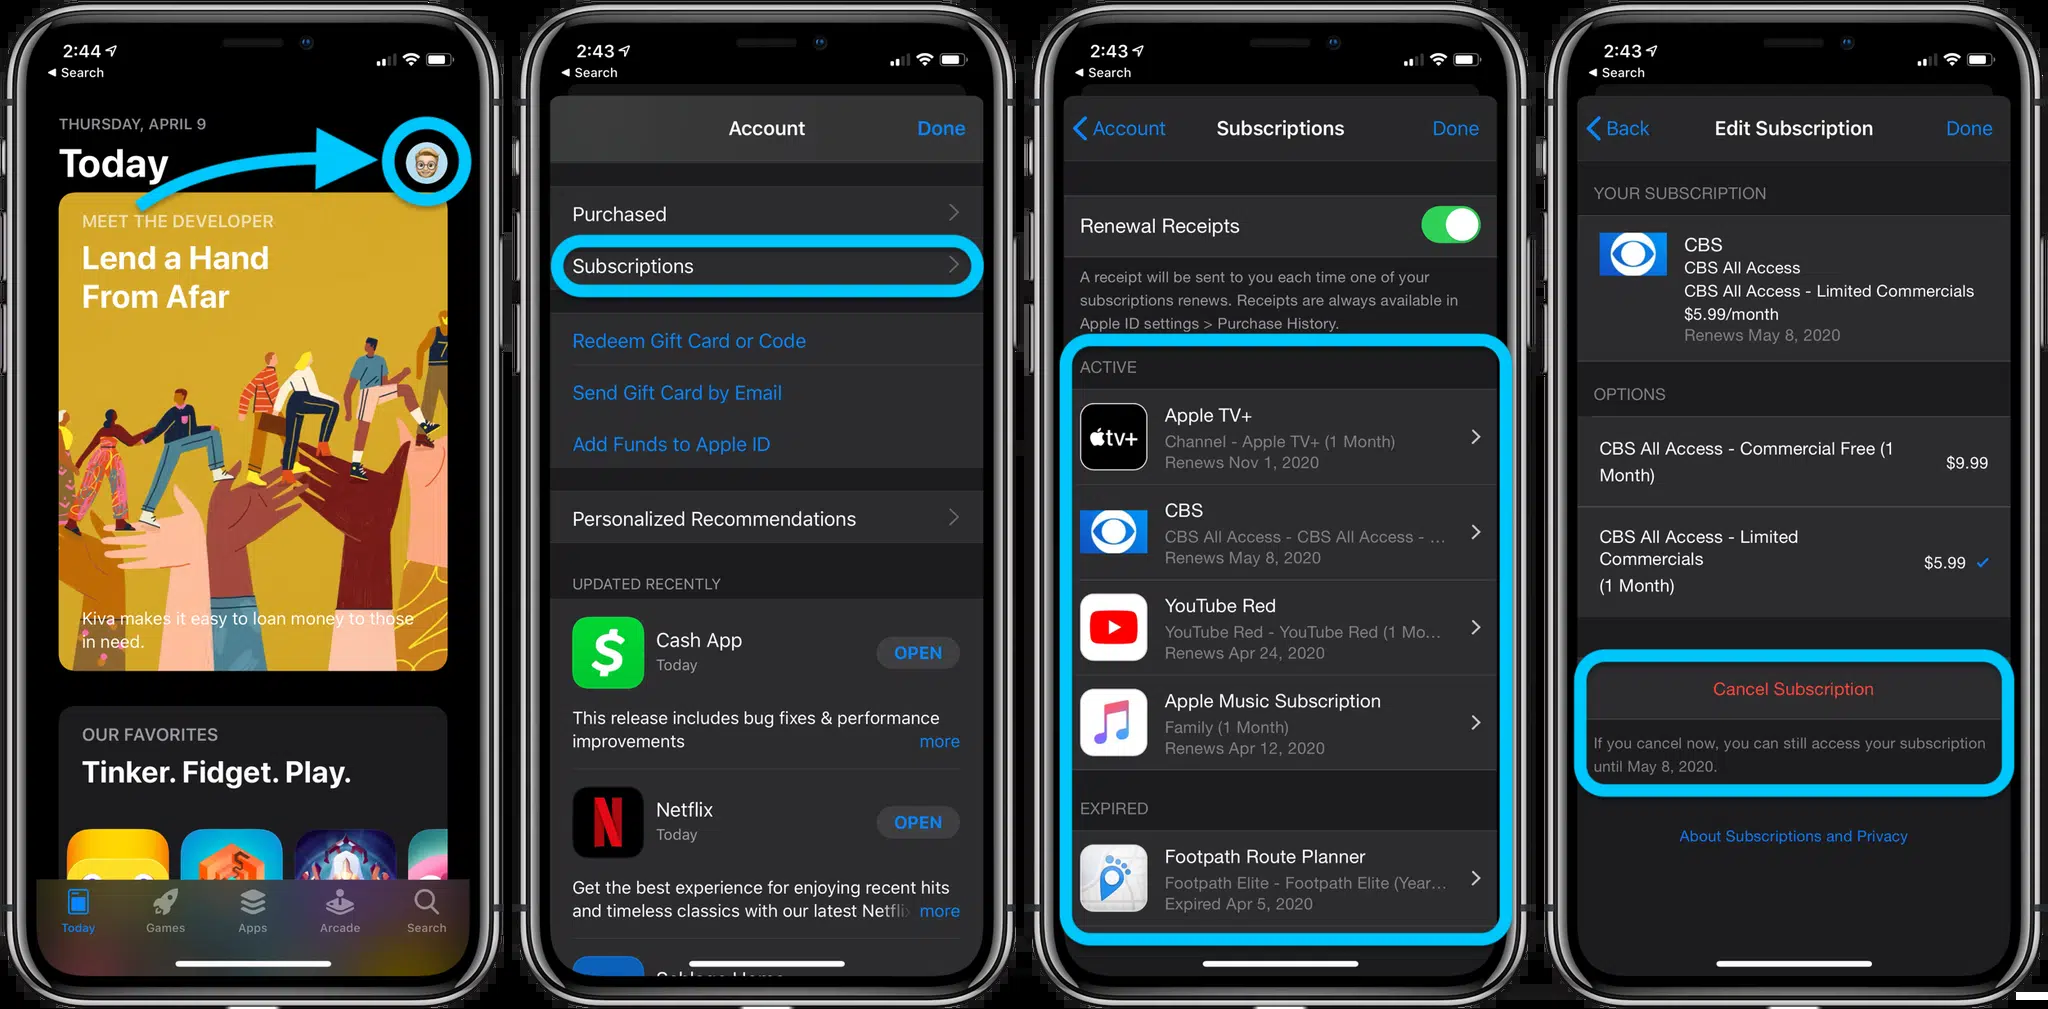 2:44
◀ Search
THURSDAY, APRIL 9
Today
MEET THE DEVELOPER
Lend a Hand
From Afar
Kiva makes it easy to loan money to those
in need.
OUR FAVORITES
Tinker. Fidget. Play.
Today
Games
Apps
Arcade
Search
2:43
◀ Search
Account
Done
Purchased
Subscriptions
Redeem Gift Card or Code
Send Gift Card by Email
Add Funds to Apple ID
Personalized Recommendations
UPDATED RECENTLY
Cash App
Today
OPEN
This release includes bug fixes & performance
improvements more
Netflix
Today
OPEN
Get the best experience for enjoying recent hits
and timeless classics with our latest Netfli more
2:43
◀ Search
Account
Subscriptions
Done
Renewal Receipts
A receipt will be sent to you each time one of your
subscriptions renews. Receipts are always available in
Apple ID settings > Purchase History.
ACTIVE
tv+
Apple TV+
Channel - Apple TV+ (1 Month)
Renews Nov 1, 2020
CBS
CBS All Access - CBS All Access - ...
Renews May 8, 2020
YouTube Red
YouTube Red - YouTube Red (1 Mo...
Renews Apr 24, 2020
Apple Music Subscription
Family (1 Month)
Renews Apr 12, 2020
EXPIRED
Footpath Route Planner
Footpath Elite - Footpath Elite (Year...
Expired Apr 5, 2020
2:43
◀ Search
Back
Edit Subscription
Done
YOUR SUBSCRIPTION
CBS
CBS All Access
CBS All Access - Limited Commercials
$5.99/month
Renews May 8, 2020
OPTIONS
CBS All Access - Commercial Free (1
Month)
$9.99
CBS All Access - Limited
Commercials
(1 Month)
$5.99
Cancel Subscription
If you cancel now, you can still access your subscription
until May 8, 2020.
About Subscriptions and Privacy